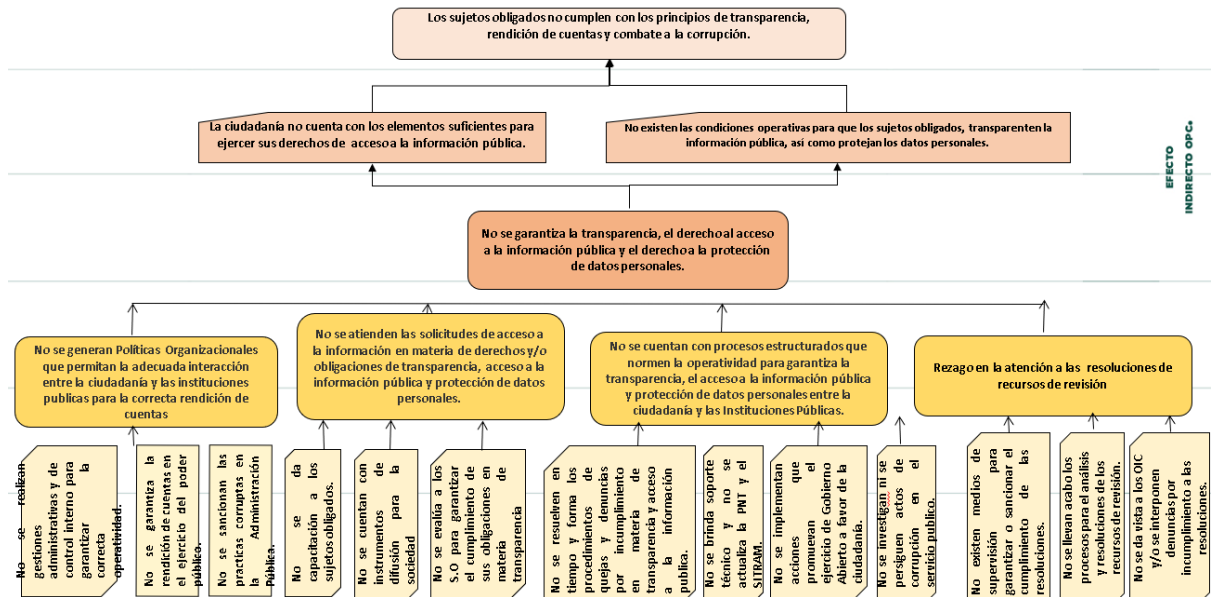 Los sujetos obligados no cumplen con los principios de transparencia,
rendición de cuentas y combate a la corrupción.
La ciudadanía no cuenta con los elementos suficientes para
ejercer sus derechos de acceso a la información pública.
No existen las condiciones operativas para que los sujetos obligados, transparenten la
información pública, así como protejan los datos personales.
EFECTO
INDIRECTO OPC.
No se garantiza la transparencia, el derecho al acceso
a la información pública y el derecho a la protección
de datos personales.
No se generan Políticas Organizacionales
que permitan la adecuada interacción
entre la ciudadanía y las instituciones
publicas para la correcta rendición de
cuentas
No se atienden las solicitudes de acceso a
la información en materia de derechos y/o
obligaciones de transparencia, acceso a la
información pública y protección de datos
personales.
No se cuentan con procesos estructurados que
normen la operatividad para garantiza la
transparencia, el acceso a la información pública
y protección de datos personales entre la
ciudadanía y las Instituciones Públicas.
Rezago en la atención a las resoluciones de
recursos de revisión
No se realizan
gestiones
administrativas y de
control interno para
garantizar la
correcta
operatividad.
No se garantiza la
rendición de cuentas en
el ejercicio del poder
público.
No se sancionan las
practicas corruptas en
la Administración
Pública.
No se da
capacitación a los
sujetos obligados.
No se cuentan con
instrumentos de
difusión para la
sociedad
No se evalúa a los
S.O para garantizar
el cumplimiento de
sus obligaciones en
materia de
transparencia
No se resuelven en
tiempo y forma los
procedimientos de
quejas y denuncias
por incumplimiento
en materia de
transparencia y acceso
a la información
publica.
No se brinda soporte
técnico y no se
actualiza la PNT y el
SITRAM.
No se implementan
acciones que
promuevan el
ejercicio de Gobierno
Abierto a favor de la
ciudadanía.
No se investigan ni se
persiguen actos de
corrupción en el
servicio publico.
No existen medios de
supervisión para
garantizar o sancionar el
cumplimiento de las
resoluciones.
No se llevan acabo los
procesos para el análisis
y resoluciones de los
recursos de revisión.
No se da vista a los OIC
y/o se interponen
denuncias por
incumplimiento a las
resoluciones.